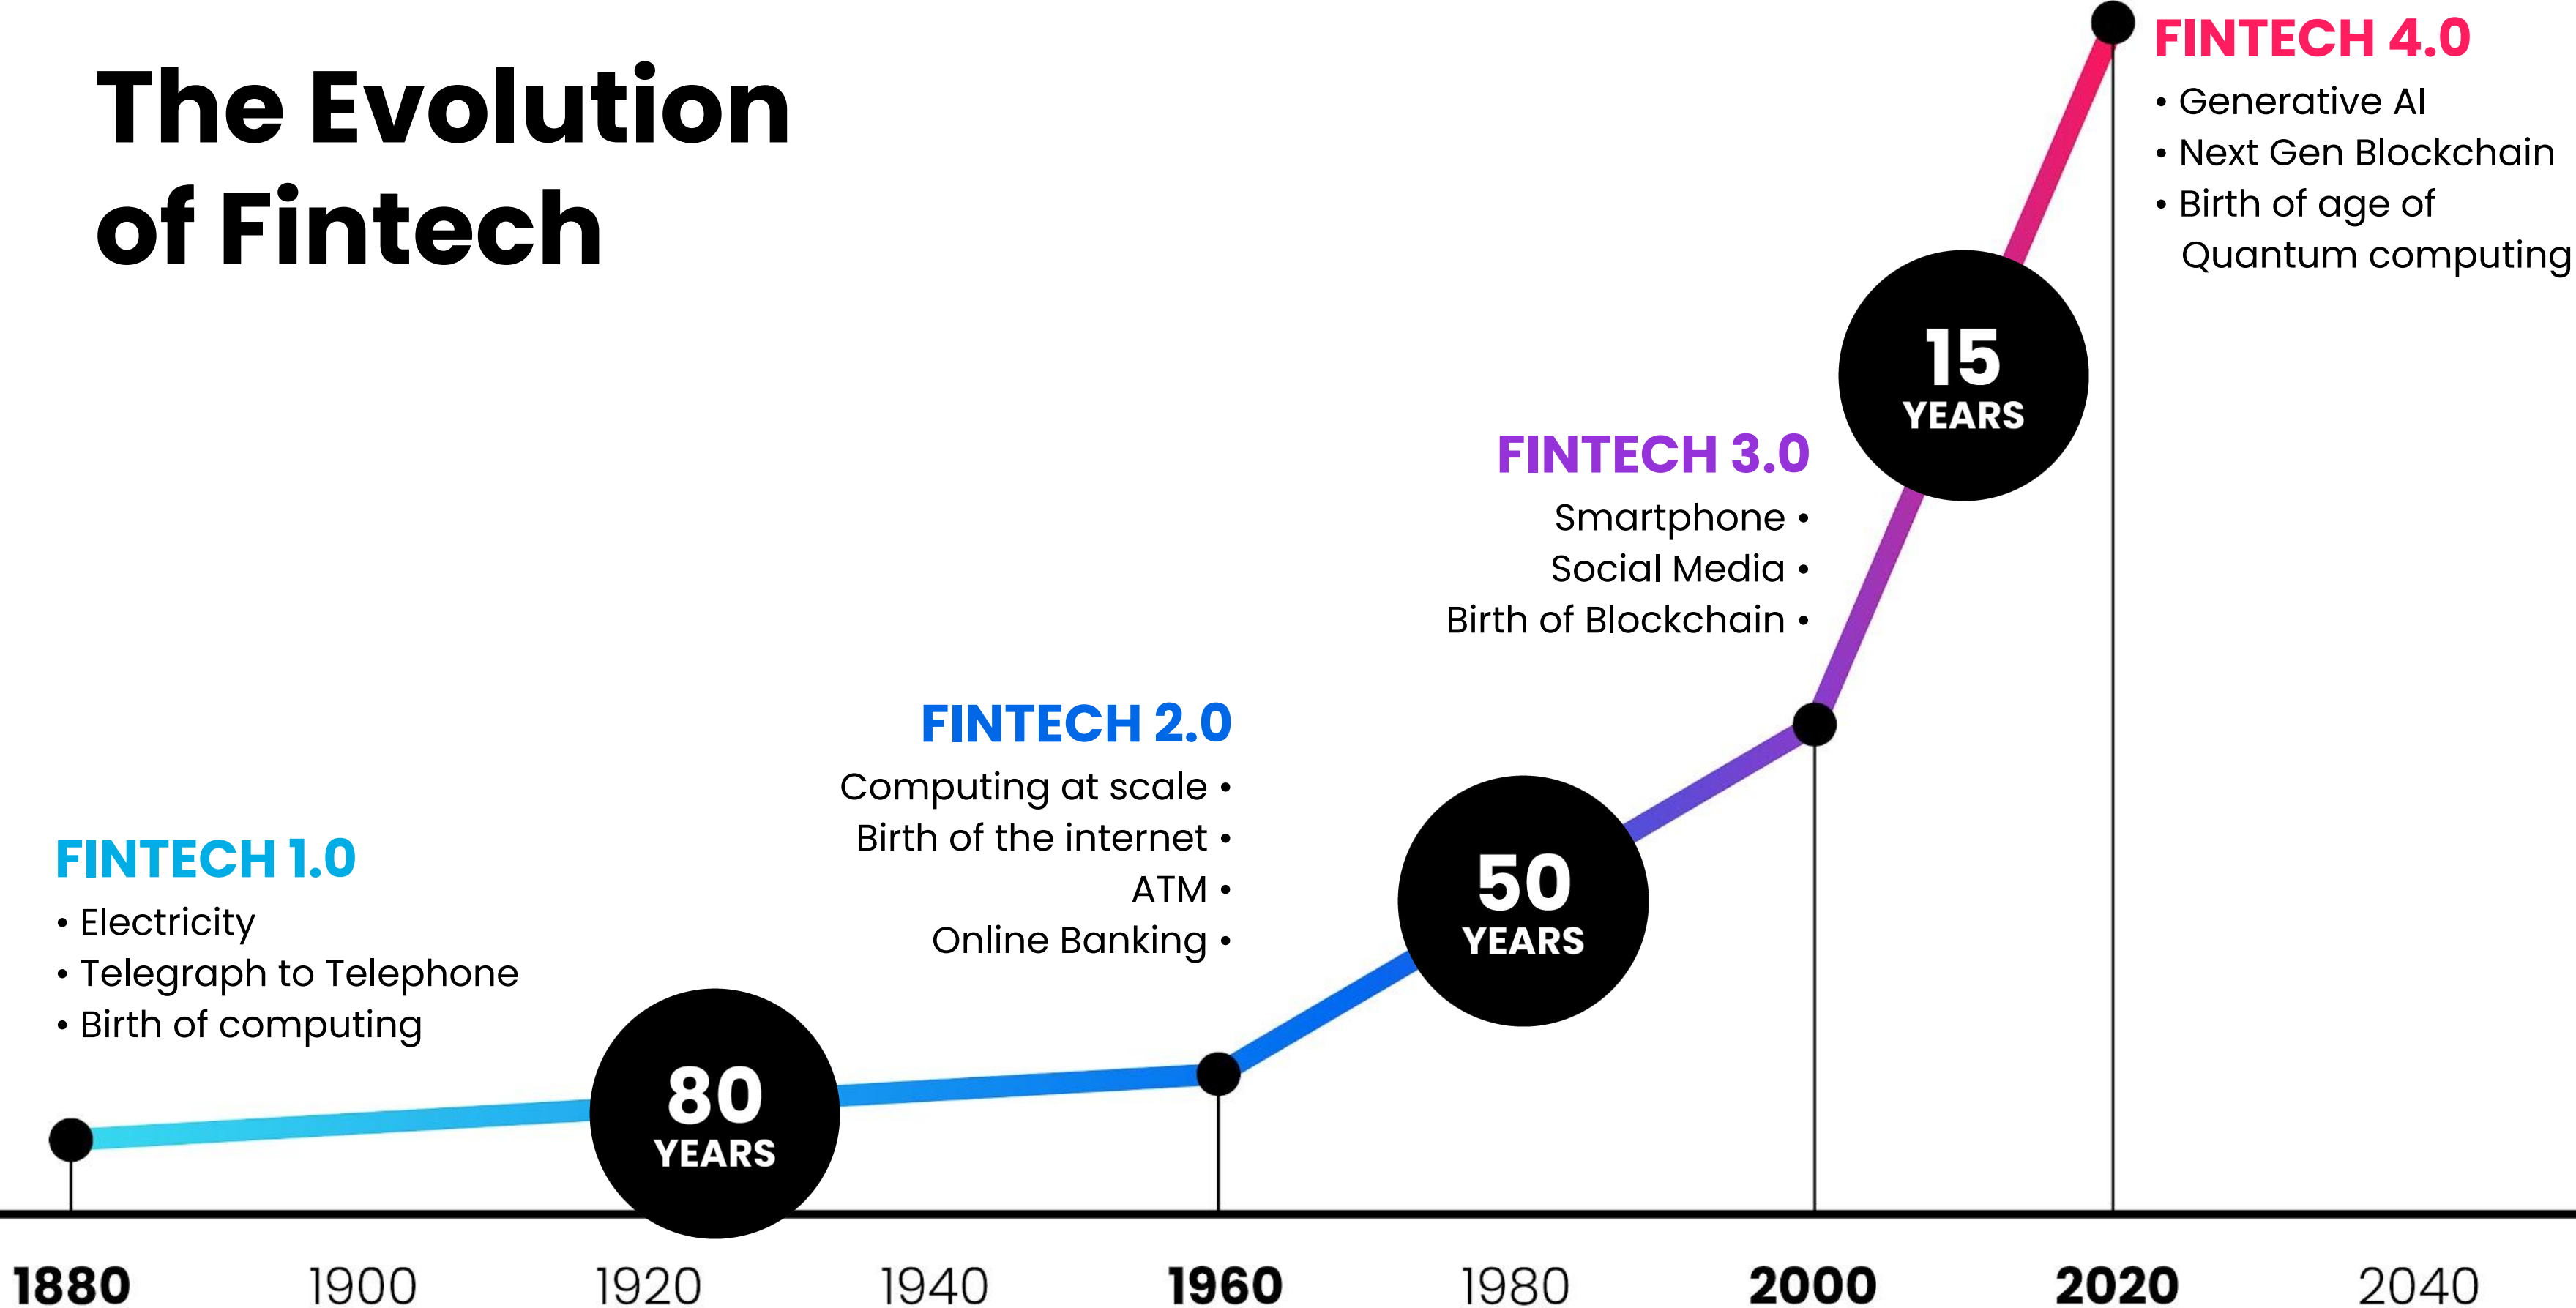 The Evolution
of Fintech
FINTECH 1.0
• Electricity
• Telegraph to Telephone
• Birth of computing
80
YEARS
FINTECH 2.0
Computing at scale •
Birth of the internet •
ATM •
Online Banking •
50
YEARS
FINTECH 3.0
Smartphone •
Social Media •
Birth of Blockchain •
15
YEARS
FINTECH 4.0
• Generative AI
• Next Gen Blockchain
• Birth of age of
Quantum computing
1880 1900 1920 1940 1960 1980 2000 2020 2040